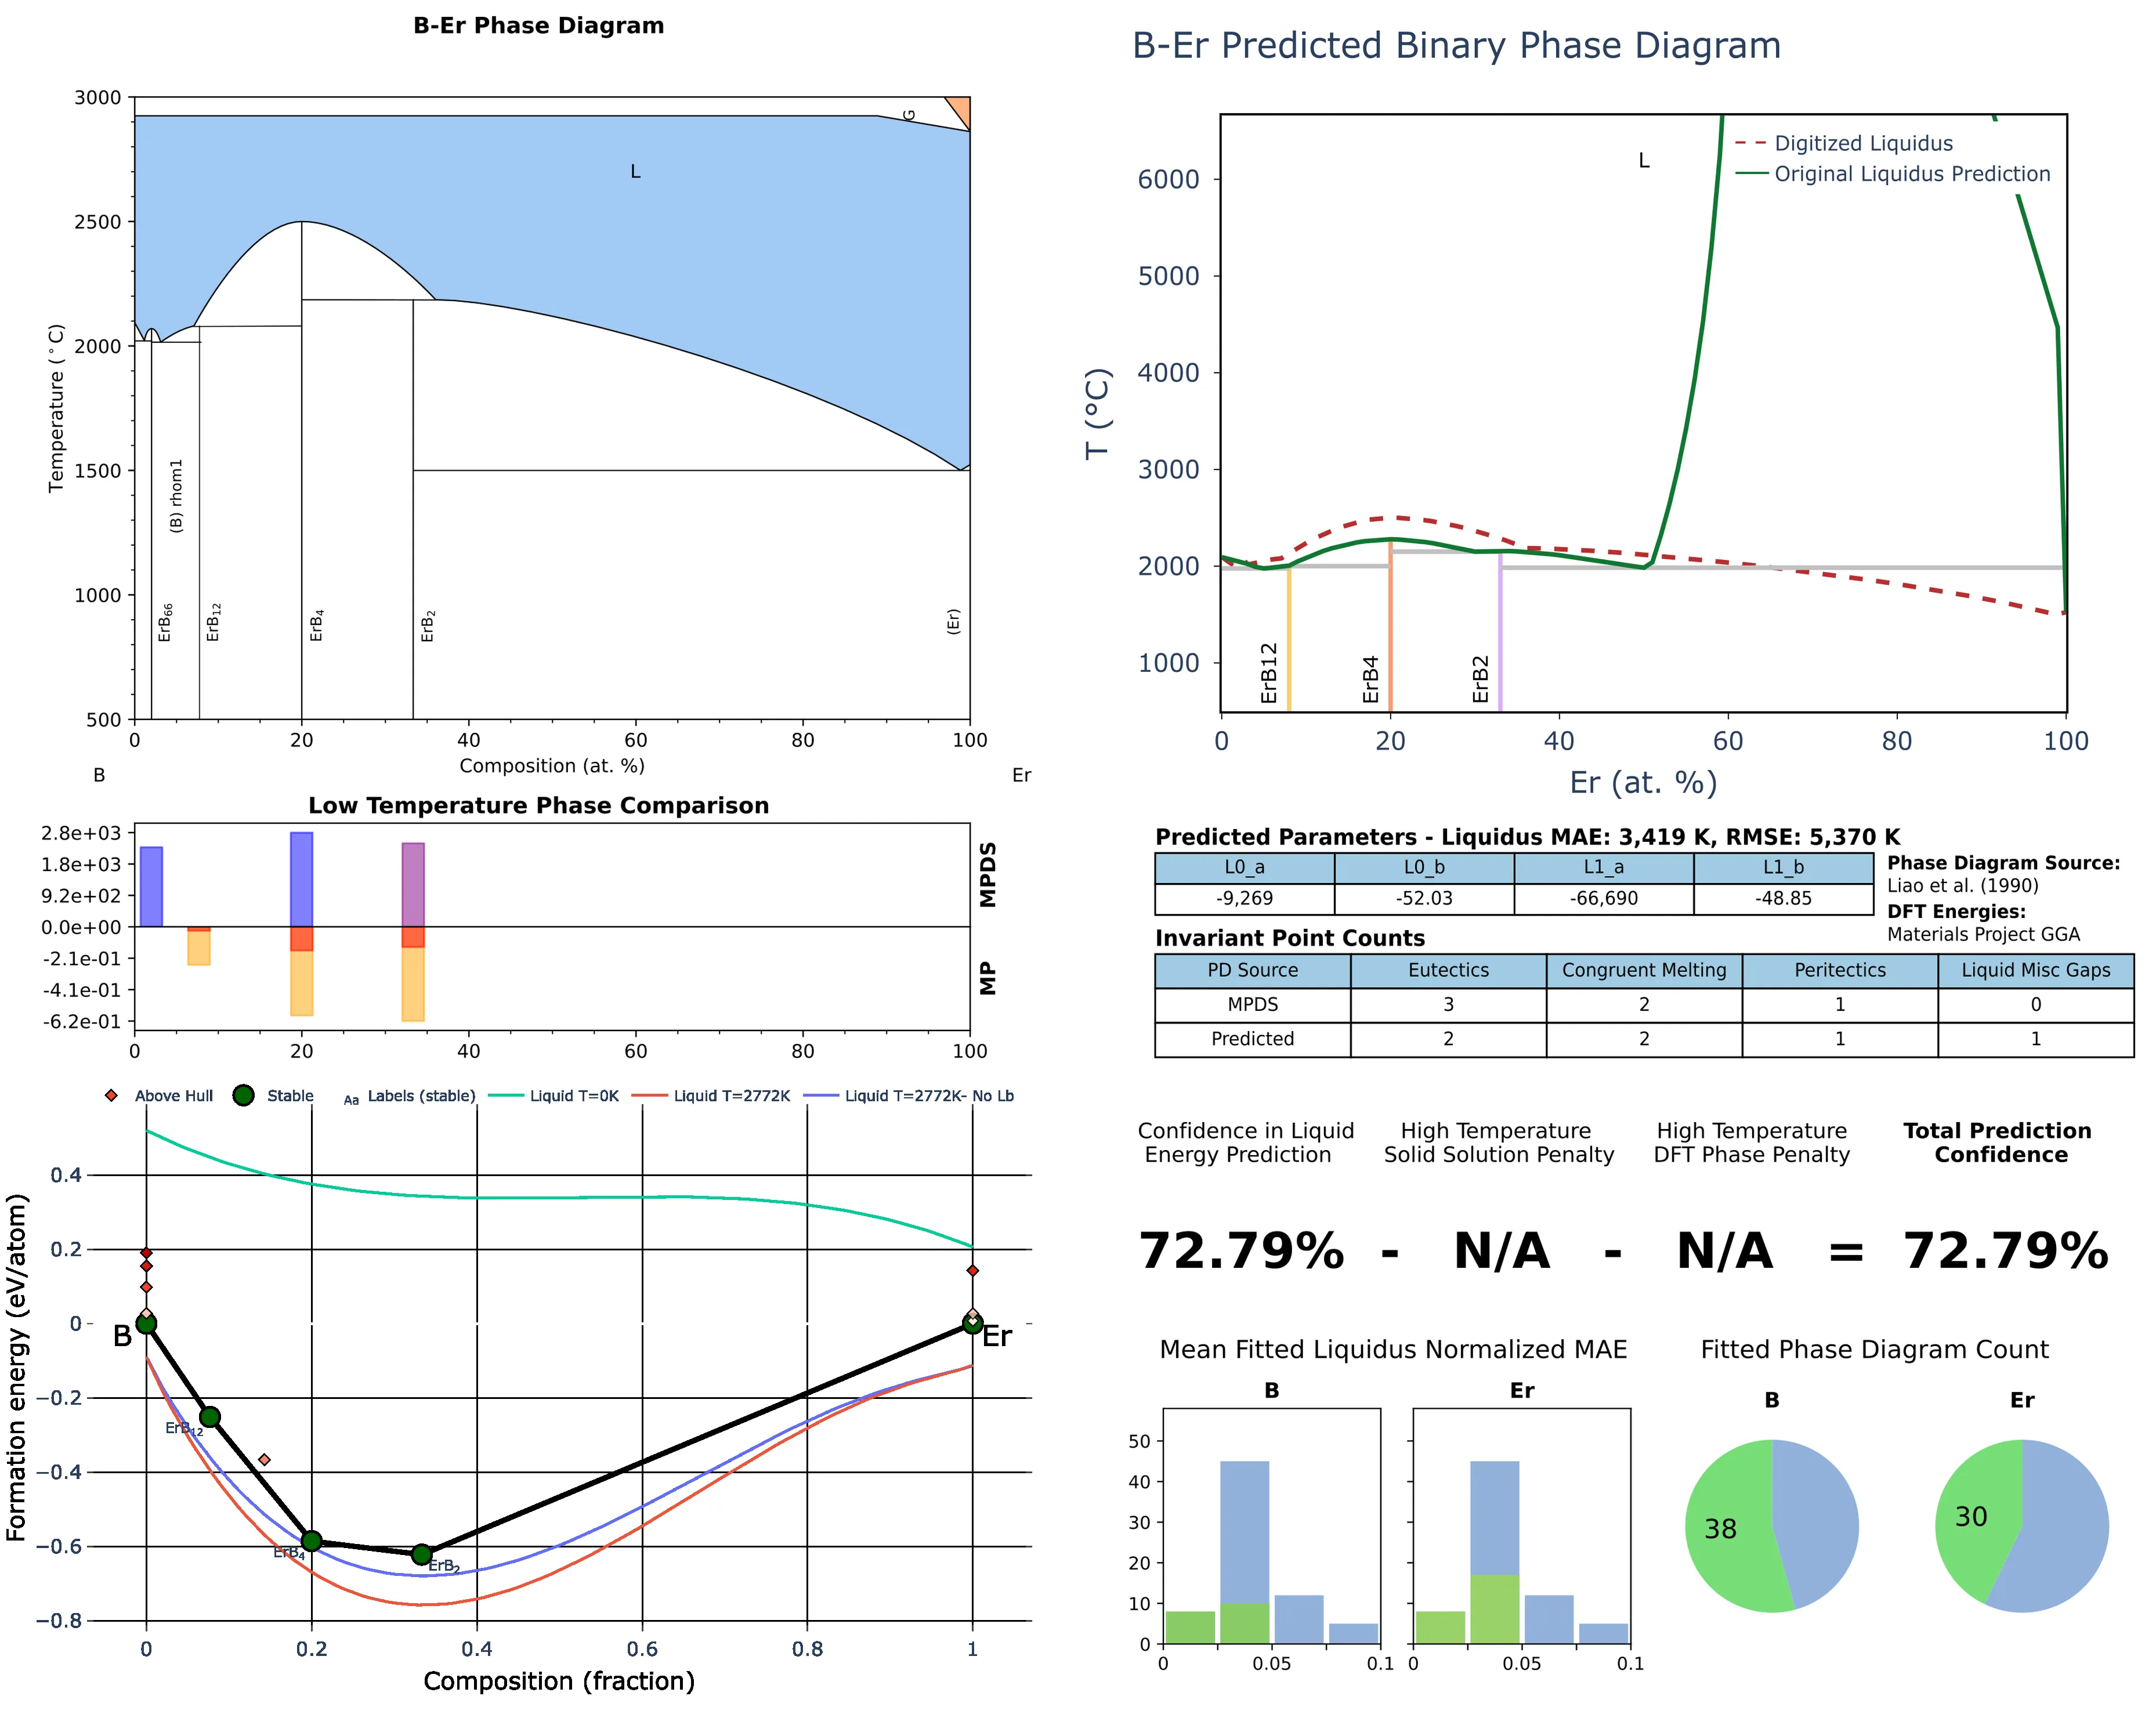 B-Er Phase Diagram
3000
2500
2000
1500
1000
500
Temperature (°C)
G
L
(B) rhom1
ErB66
ErB12
ErB4
ErB2
(Er)
0 20 40 60 80 100
Composition (at. %)
B Er
B-Er Predicted Binary Phase Diagram
L
Digitized Liquidus
Original Liquidus Prediction
6000
5000
4000
3000
2000
1000
T (°C)
ErB12
ErB4
ErB2
0 20 40 60 80 100
Er (at. %)
Low Temperature Phase Comparison
2.8e+03
1.8e+03
9.2e+02
0.0e+00
-2.1e-01
-4.1e-01
-6.2e-01
MPDS
MP
0 20 40 60 80 100
Predicted Parameters - Liquidus MAE: 3,419 K, RMSE: 5,370 K
L0_a L0_b L1_a L1_b
-9,269 -52.03 -66,690 -48.85
Phase Diagram Source:
Liao et al. (1990)
DFT Energies:
Materials Project GGA
Invariant Point Counts
PD Source Eutectics Congruent Melting Peritectics Liquid Misc Gaps
MPDS 3 2 1 0
Predicted 2 2 1 1
Above Hull Stable Aa Labels (stable) Liquid T=0K Liquid T=2772K Liquid T=2772K- No Lb
0.4
0.2
0
−0.2
−0.4
−0.6
−0.8
Formation energy (eV/atom)
B
Er
ErB12
ErB4
ErB2
0 0.2 0.4 0.6 0.8 1
Composition (fraction)
Confidence in Liquid
Energy Prediction
High Temperature
Solid Solution Penalty
High Temperature
DFT Phase Penalty
Total Prediction
Confidence
72.79% - N/A - N/A = 72.79%
Mean Fitted Liquidus Normalized MAE
B Er
50
40
30
20
10
0
0 0.05 0.1
0 0.05 0.1
Fitted Phase Diagram Count
B Er
38
30